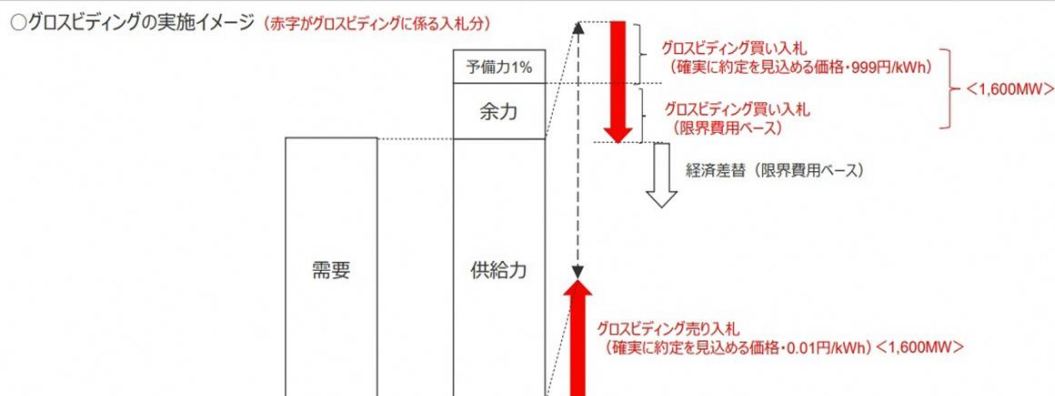 ○グロスビディングの実施イメージ（赤字がグロスビディングに係る入札分）
予備力1%
余力
需要
供給力
グロスビディング買い入札
（確実に約定を見込める価格・999円/kWh）
＜1,600MW＞
グロスビディング買い入札
（限界費用ベース）
経済差替（限界費用ベース）
グロスビディング売り入札
（確実に約定を見込める価格・0.01円/kWh）＜1,600MW＞